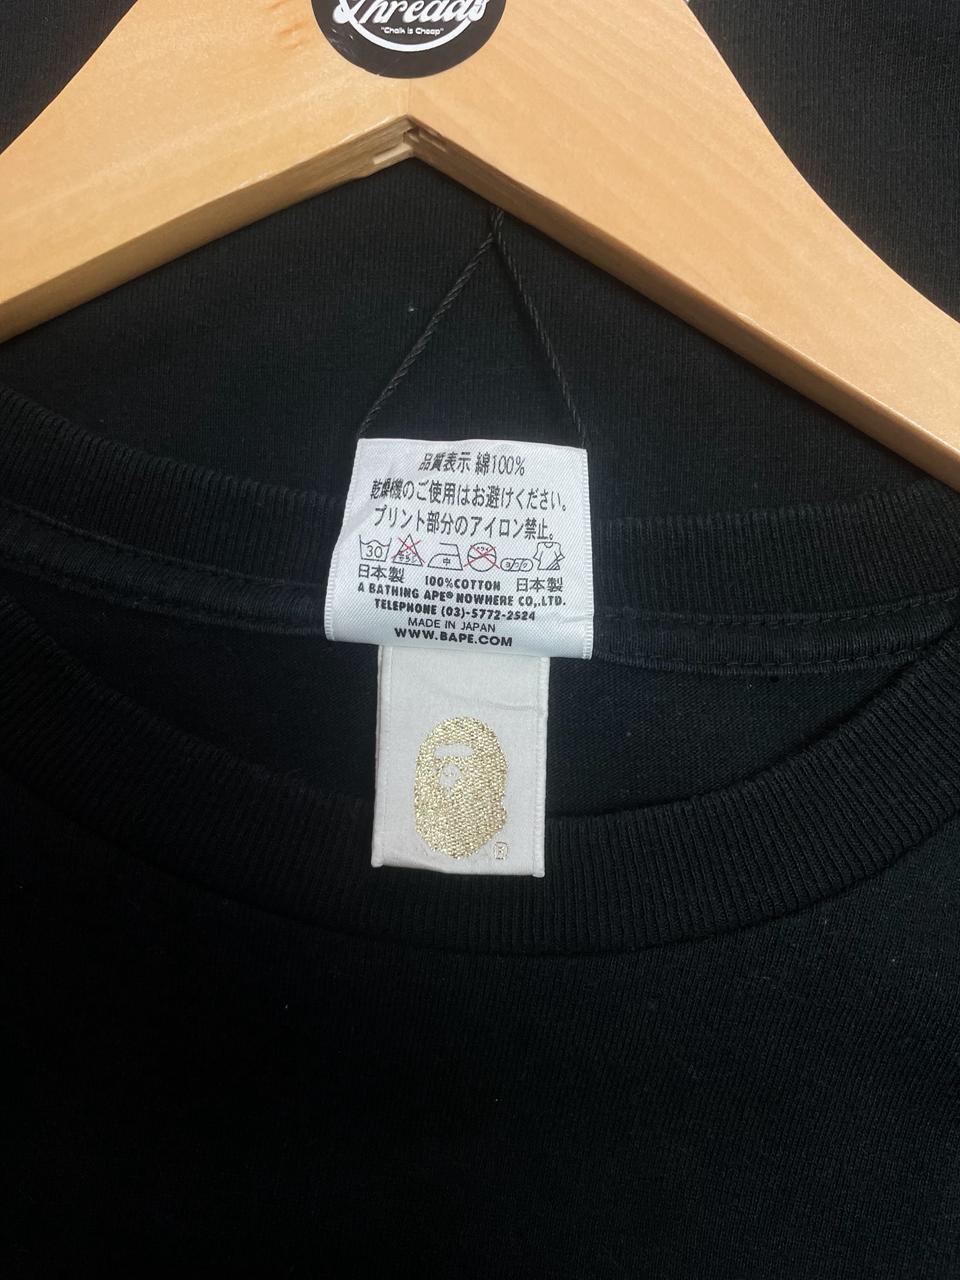 Threads
"Chalk is Cheap"
品質表示 綿100%
乾燥機のご使用はお避けください。
プリント部分のアイロン禁止。
30 中 ヨワク
日本製 100%COTTON 日本製
A BATHING APE® NOWHERE CO,.LTD.
TELEPHONE (03)-5772-2524
MADE IN JAPAN
WWW.BAPE.COM
®